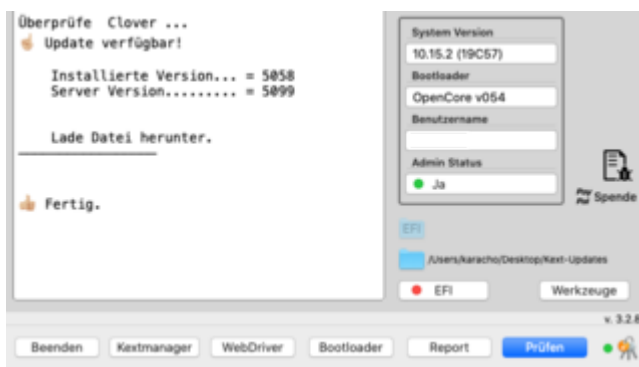 Überprüfe Clover ...
Update verfügbar!
Installierte Version... = 5058
Server Version......... = 5099
Lade Datei herunter.
Fertig.
System Version
10.15.2 (19C57)
Bootloader
OpenCore v054
Benutzername
Admin Status
Ja
Pay
Pal
Spende
EFI
/Users/karacho/Desktop/Kext-Updates
EFI
Werkzeuge
v. 3.2.8
Beenden
Kextmanager
WebDriver
Bootloader
Report
Prüfen